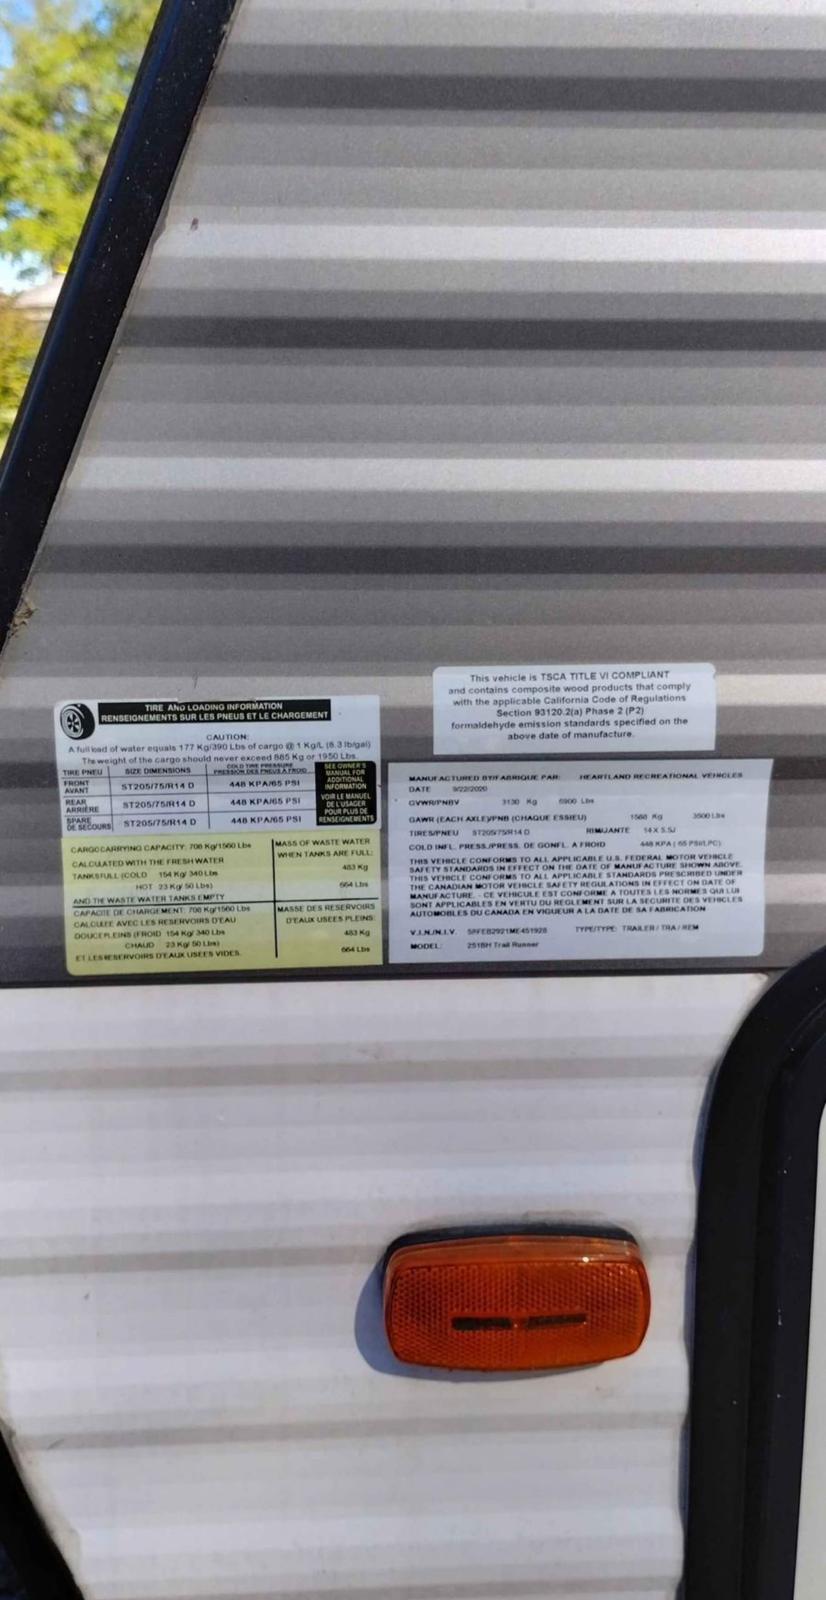 This vehicle is TSCA TITLE VI COMPLIANT
and contains composite wood products that comply
with the applicable California Code of Regulations
Section 93120.2(a) Phase 2 (P2)
formaldehyde emission standards specified on the
above date of manufacture.
TIRE AND LOADING INFORMATION
RENSEIGNEMENTS SUR LES PNEUS ET LE CHARGEMENT
CAUTION:
A full load of water equals 177 Kg/390 Lbs of cargo @ 1 Kg/L (8.3 lb/gal)
The weight of the cargo should never exceed 885 Kg or 1950 Lbs.
TIRE PNEU SIZE DIMENSIONS COLD TIRE PRESSURE
PRESSION DES PNEUS A FROID
FRONT
AVANT ST205/75/R14 D 448 KPA/65 PSI
REAR
ARRIÈRE ST205/75/R14 D 448 KPA/65 PSI
SPARE
DE SECOURS ST205/75/R14 D 448 KPA/65 PSI
SEE OWNER'S
MANUAL FOR
ADDITIONAL
INFORMATION
VOIR LE MANUEL
DE L'USAGER
POUR PLUS DE
RENSEIGNEMENTS
CARGO CARRYING CAPACITY: 708 Kg/1560 Lbs
CALCULATED WITH THE FRESH WATER
TANKS FULL (COLD 154 Kg/ 340 Lbs
HOT 23 Kg/ 50 Lbs)
AND THE WASTE WATER TANKS EMPTY
MASS OF WASTE WATER
WHEN TANKS ARE FULL:
483 Kg
664 Lbs
CAPACITE DE CHARGEMENT: 708 Kg/1560 Lbs
CALCULEE AVEC LES RESERVOIRS D'EAU
DOUCE PLEINS (FROID 154 Kg/ 340 Lbs
CHAUD 23 Kg/ 50 Lbs)
ET LES RESERVOIRS D'EAUX USEES VIDES.
MASSE DES RESERVOIRS
D'EAUX USEES PLEINS:
483 Kg
664 Lbs
MANUFACTURED BY/FABRIQUE PAR: HEARTLAND RECREATIONAL VEHICLES
DATE 9/22/2020
GVWR/PNBV 3130 Kg 6900 Lbs
GAWR (EACH AXLE)/PNB (CHAQUE ESSIEU) 1588 Kg 3500 Lbs
TIRES/PNEU ST205/75/R14 D RIM/JANTE 14 X 5.5J
COLD INFL. PRESS./PRESS. DE GONFL. A FROID 448 KPA ( 65 PSI/LPC)
THIS VEHICLE CONFORMS TO ALL APPLICABLE U.S. FEDERAL MOTOR VEHICLE
SAFETY STANDARDS IN EFFECT ON THE DATE OF MANUFACTURE SHOWN ABOVE.
THIS VEHICLE CONFORMS TO ALL APPLICABLE STANDARDS PRESCRIBED UNDER
THE CANADIAN MOTOR VEHICLE SAFETY REGULATIONS IN EFFECT ON DATE OF
MANUFACTURE. - CE VEHICULE EST CONFORME A TOUTES LES NORMES QUI LUI
SONT APPLICABLES EN VERTU DU REGLEMENT SUR LA SECURITE DES VEHICLES
AUTOMOBILES DU CANADA EN VIGUEUR A LA DATE DE SA FABRICATION
V.I.N./N.I.V. 5SFEB2921ME451928 TYPE/TYPE: TRAILER / TRA / REM
MODEL: 251BH Trail Runner